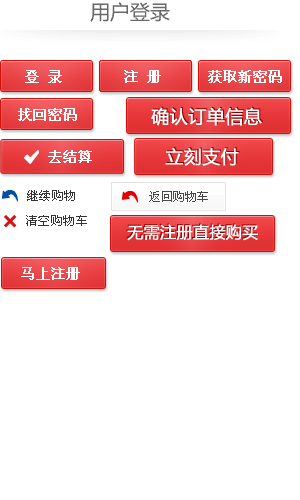 用户登录
登 录
注 册
获取新密码
找回密码
确认订单信息
去结算
立刻支付
继续购物
返回购物车
清空购物车
无需注册直接购买
马上注册